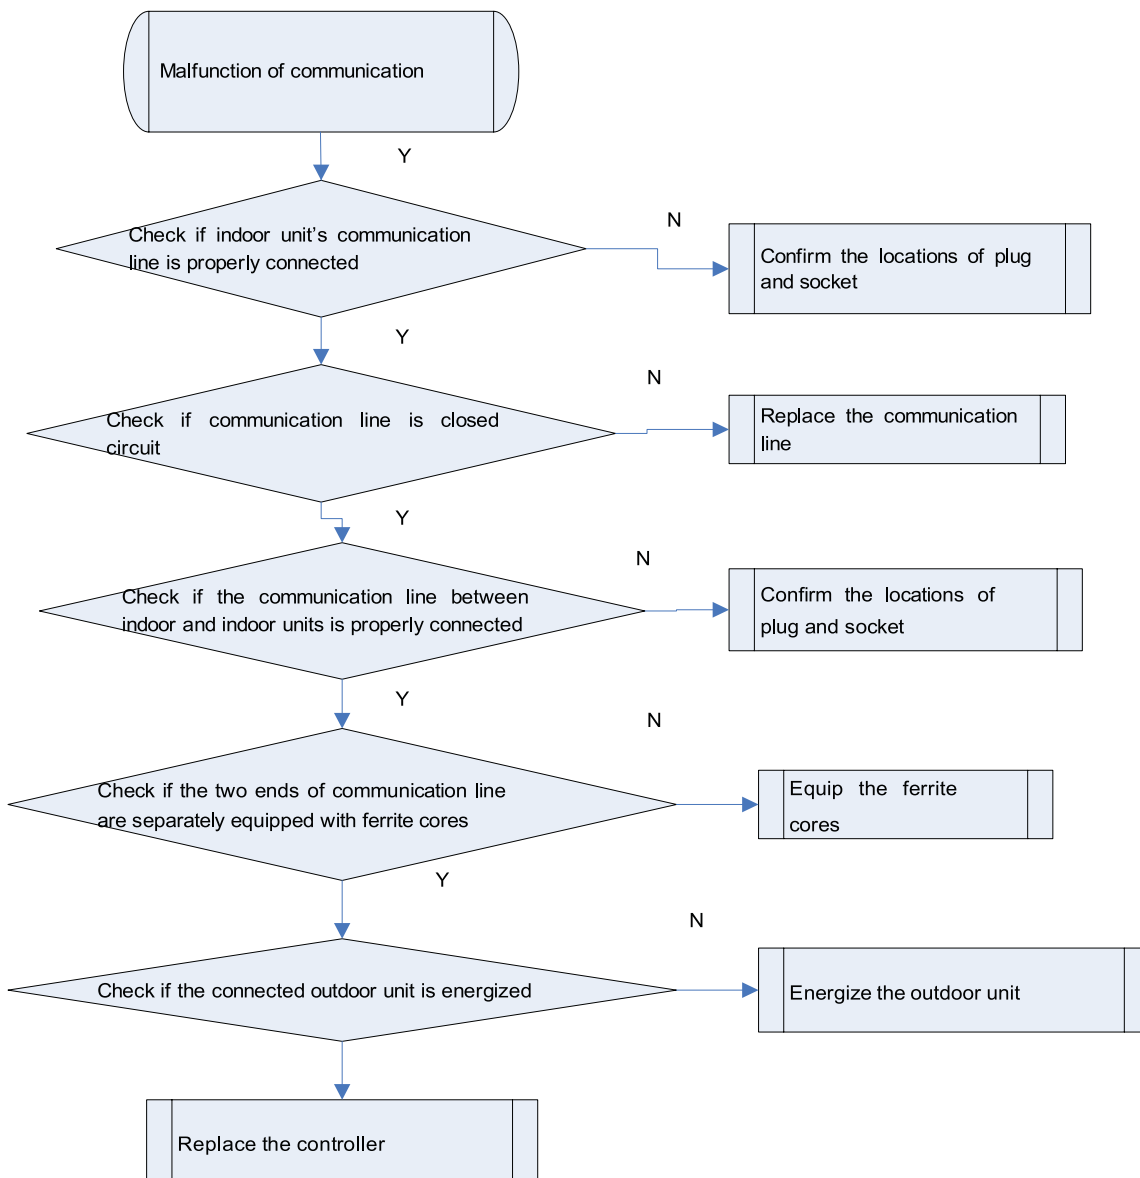 Malfunction of communication
Y
Check if indoor unit's communication
line is properly connected
N
Confirm the locations of plug
and socket
Y
Check if communication line is closed
circuit
N
Replace the communication
line
Y
Check if the communication line between
indoor and indoor units is properly connected
N
Confirm the locations of
plug and socket
Y
Check if the two ends of communication line
are separately equipped with ferrite cores
N
Equip the ferrite
cores
Y
Check if the connected outdoor unit is energized
N
Energize the outdoor unit
Replace the controller